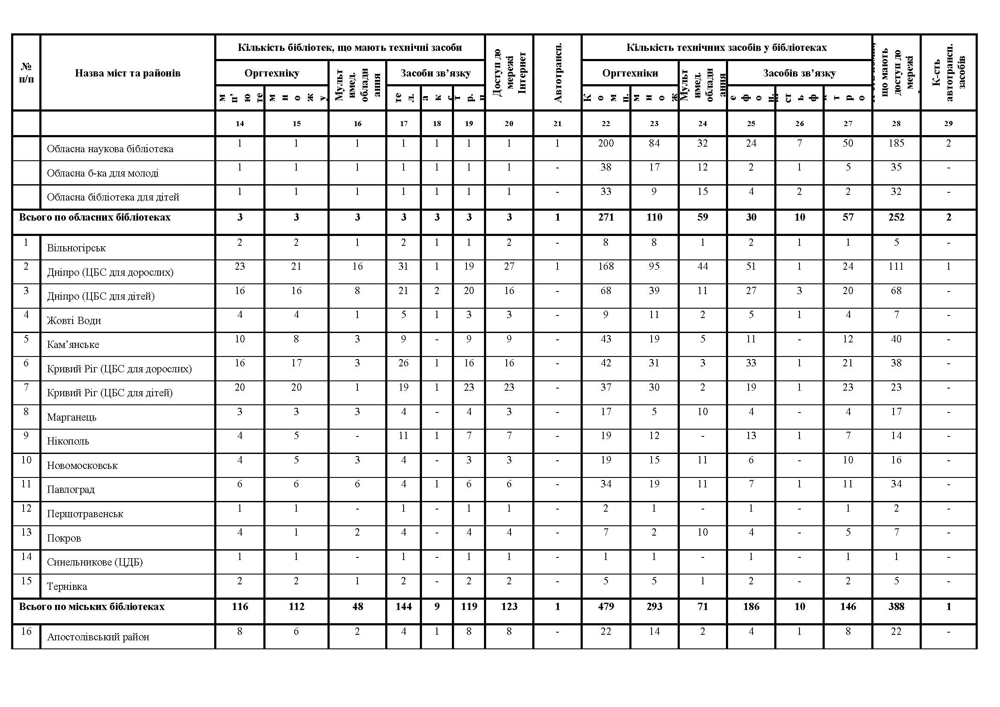 № п/п
Назва міст та районів
Кількість бібліотек, що мають технічні засоби
Доступ до мережі Інтернет
Автотрансп.
Кількість технічних засобів у бібліотеках
що мають доступ до мережі
К-сть автотрансп. засобів
Оргтехніку
Мульт имед. обладн ання
Засоби зв’язку
Оргтехніки
Мульт имед. обладн ання
Засобів зв’язку
14 15 16 17 18 19 20 21 22 23 24 25 26 27 28 29
Обласна наукова бібліотека 1 1 1 1 1 1 1 1 200 84 32 24 7 50 185 2
Обласна б-ка для молоді 1 1 1 1 1 1 1 - 38 17 12 2 1 5 35 -
Обласна бібліотека для дітей 1 1 1 1 1 1 1 - 33 9 15 4 2 2 32 -
Всього по обласних бібліотеках 3 3 3 3 3 3 3 1 271 110 59 30 10 57 252 2
1 Вільногірськ 2 2 1 2 1 1 2 - 8 8 1 2 1 1 5 -
2 Дніпро (ЦБС для дорослих) 23 21 16 31 1 19 27 1 168 95 44 51 1 24 111 1
3 Дніпро (ЦБС для дітей) 16 16 8 21 2 20 16 - 68 39 11 27 3 20 68 -
4 Жовті Води 4 4 1 5 1 3 3 - 9 11 2 5 1 4 7 -
5 Кам’янське 10 8 3 9 - 9 9 - 43 19 5 11 - 12 40 -
6 Кривий Ріг (ЦБС для дорослих) 16 17 3 26 1 16 16 - 42 31 3 33 1 21 38 -
7 Кривий Ріг (ЦБС для дітей) 20 20 1 19 1 23 23 - 37 30 2 19 1 23 23 -
8 Марганець 3 3 3 4 - 4 3 - 17 5 10 4 - 4 17 -
9 Нікополь 4 5 - 11 1 7 7 - 19 12 - 13 1 7 14 -
10 Новомосковськ 4 5 3 4 - 3 3 - 19 15 11 6 - 10 16 -
11 Павлоград 6 6 6 4 1 6 6 - 34 19 11 7 1 11 34 -
12 Першотравенськ 1 1 - 1 - 1 1 - 2 1 - 1 - 1 2 -
13 Покров 4 1 2 4 - 4 4 - 7 2 10 4 - 5 7 -
14 Синельникове (ЦДБ) 1 1 - 1 - 1 1 - 1 1 - 1 - 1 1 -
15 Тернівка 2 2 1 2 - 2 2 - 5 5 1 2 - 2 5 -
Всього по міських бібліотеках 116 112 48 144 9 119 123 1 479 293 71 186 10 146 388 1
16 Апостолівський район 8 6 2 4 1 8 8 - 22 14 2 4 1 8 22 -